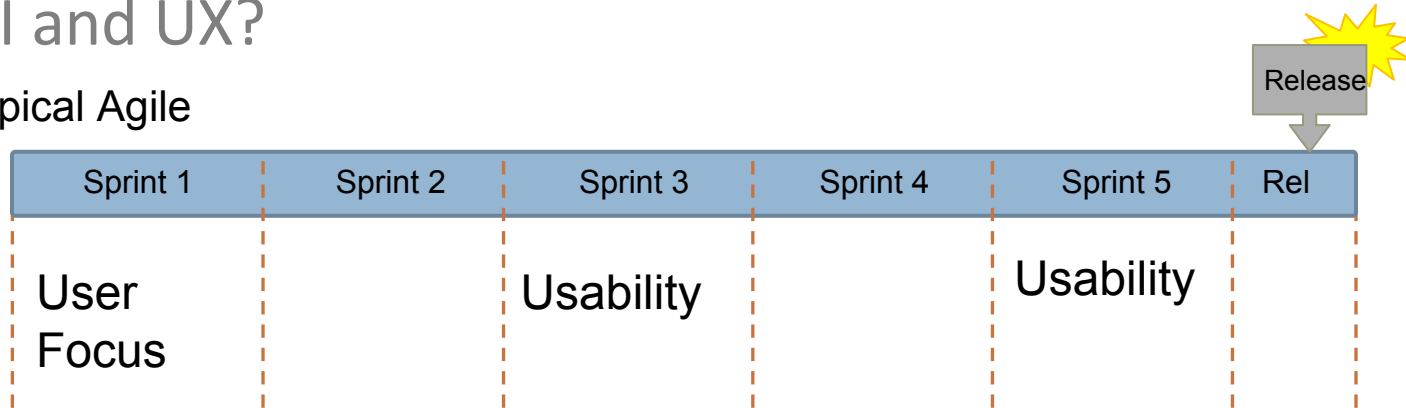 I and UX?
Release
pical Agile
Sprint 1 Sprint 2 Sprint 3 Sprint 4 Sprint 5 Rel
User Usability Usability
Focus